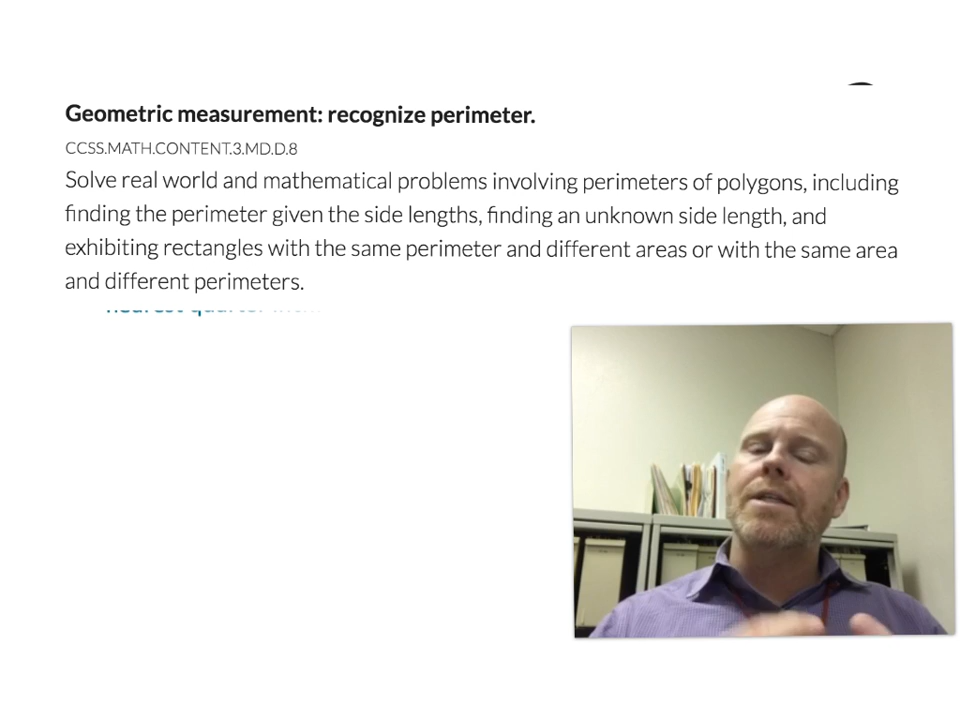 Geometric measurement: recognize perimeter.
CCSS.MATH.CONTENT.3.MD.D.8
Solve real world and mathematical problems involving perimeters of polygons, including
finding the perimeter given the side lengths, finding an unknown side length, and
exhibiting rectangles with the same perimeter and different areas or with the same area
and different perimeters.
nearest quarter